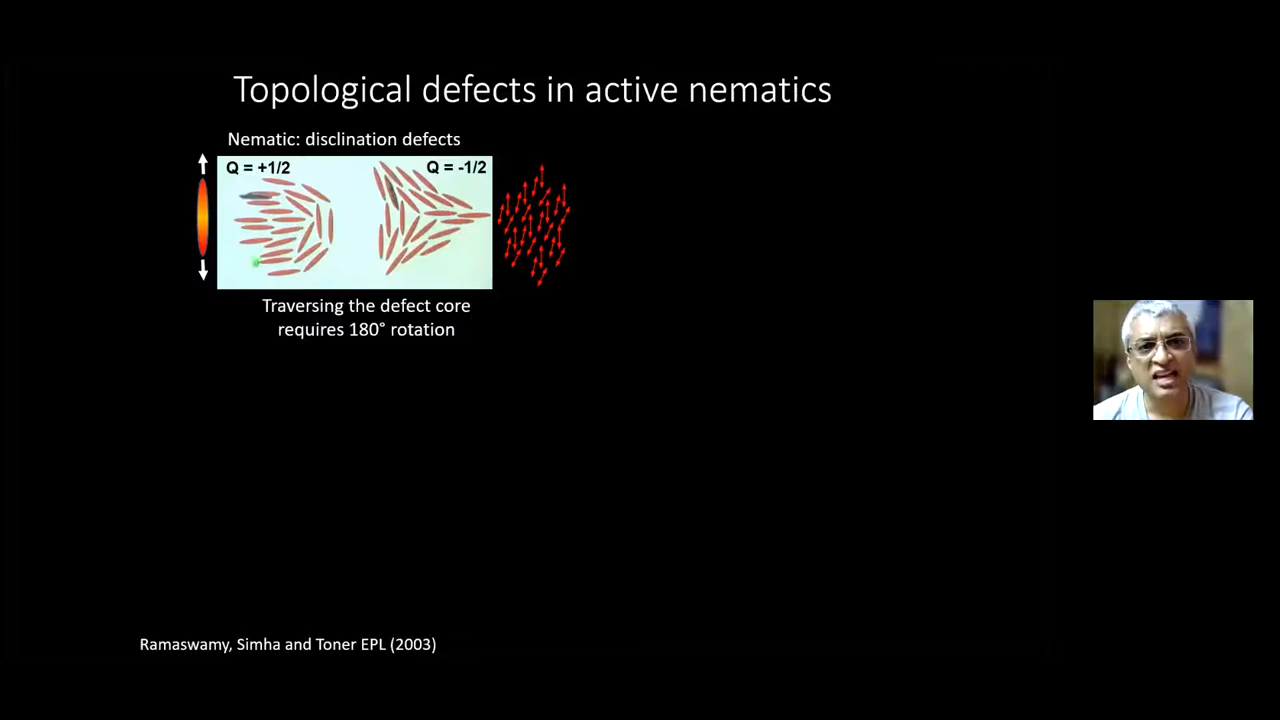 Topological defects in active nematics
Nematic: disclination defects
Q = +1/2
Q = -1/2
Traversing the defect core
requires 180° rotation
Ramaswamy, Simha and Toner EPL (2003)